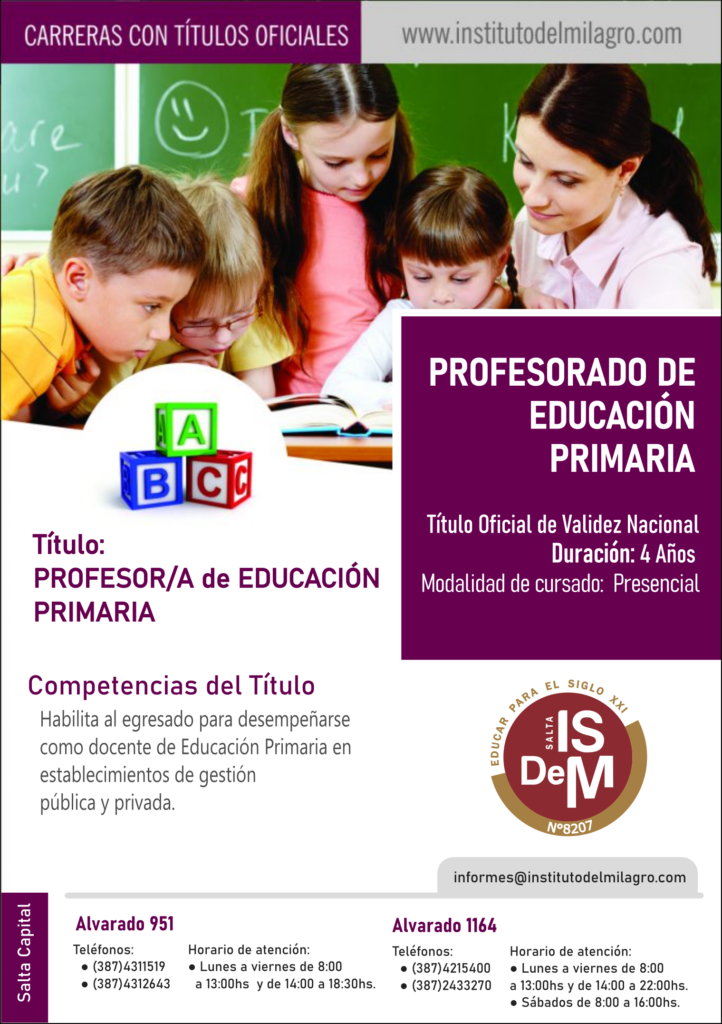 CARRERAS CON TÍTULOS OFICIALES
www.institutodelmilagro.com
PROFESORADO DE
EDUCACIÓN
PRIMARIA
Título Oficial de Validez Nacional
Duración: 4 Años
Modalidad de cursado: Presencial
A
B
C
Título:
PROFESOR/A de EDUCACIÓN
PRIMARIA
Competencias del Título
Habilita al egresado para desempeñarse
como docente de Educación Primaria en
establecimientos de gestión
pública y privada.
EDUCAR PARA EL SIGLO XXI
SALTA
IS
DeM
Nº8207
informes@institutodelmilagro.com
Salta Capital
Alvarado 951
Teléfonos:
● (387)4311519
● (387)4312643
Horario de atención:
● Lunes a viernes de 8:00
a 13:00hs y de 14:00 a 18:30hs.
Alvarado 1164
Teléfonos:
● (387)4215400
● (387)2433270
Horario de atención:
● Lunes a viernes de 8:00
a 13:00hs y de 14:00 a 22:00hs.
● Sábados de 8:00 a 16:00hs.